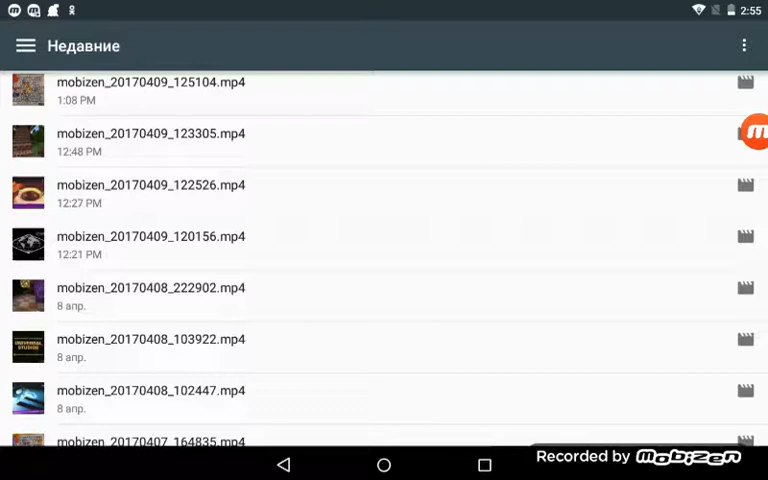 2:55
Недавние
mobizen_20170409_125104.mp4
1:08 PM
mobizen_20170409_123305.mp4
12:48 PM
mobizen_20170409_122526.mp4
12:27 PM
mobizen_20170409_120156.mp4
12:21 PM
mobizen_20170408_222902.mp4
8 апр.
mobizen_20170408_103922.mp4
8 апр.
UNIVERSAL
STUDIOS
mobizen_20170408_102447.mp4
8 апр.
mobizen_20170407_164835.mp4
Recorded by mobizen